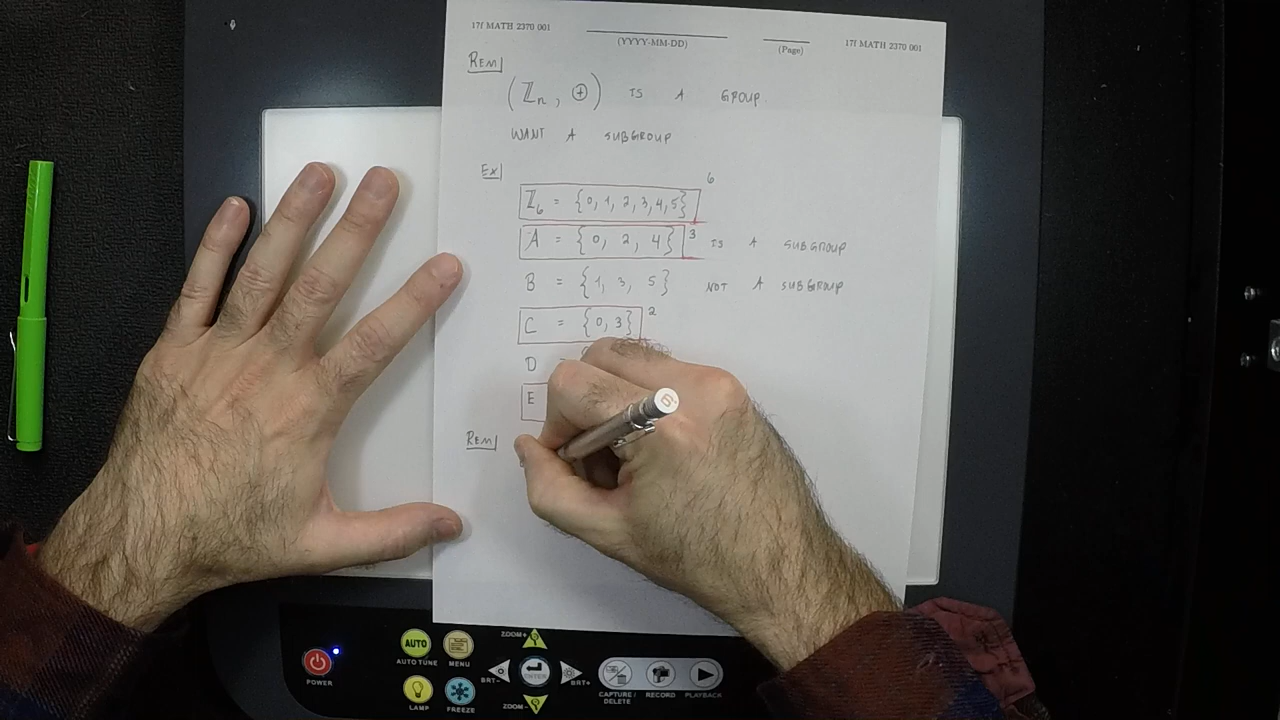 17f MATH 2370 001
(YYYY-MM-DD)
(Page)
17f MATH 2370 001
REM
(ℤn, ⊕) IS A GROUP.
WANT A SUBGROUP
EX
6
ℤ6 = {0, 1, 2, 3, 4, 5}
A = {0, 2, 4} 3 IS A SUBGROUP
B = {1, 3, 5} NOT A SUBGROUP
C = {0, 3} 2
D
E
REM
POWER
AUTO
AUTO TUNE
MENU
LAMP
FREEZE
ZOOM+
BRT-
ENTER
BRT+
ZOOM-
CAPTURE / DELETE
RECORD
PLAYBACK